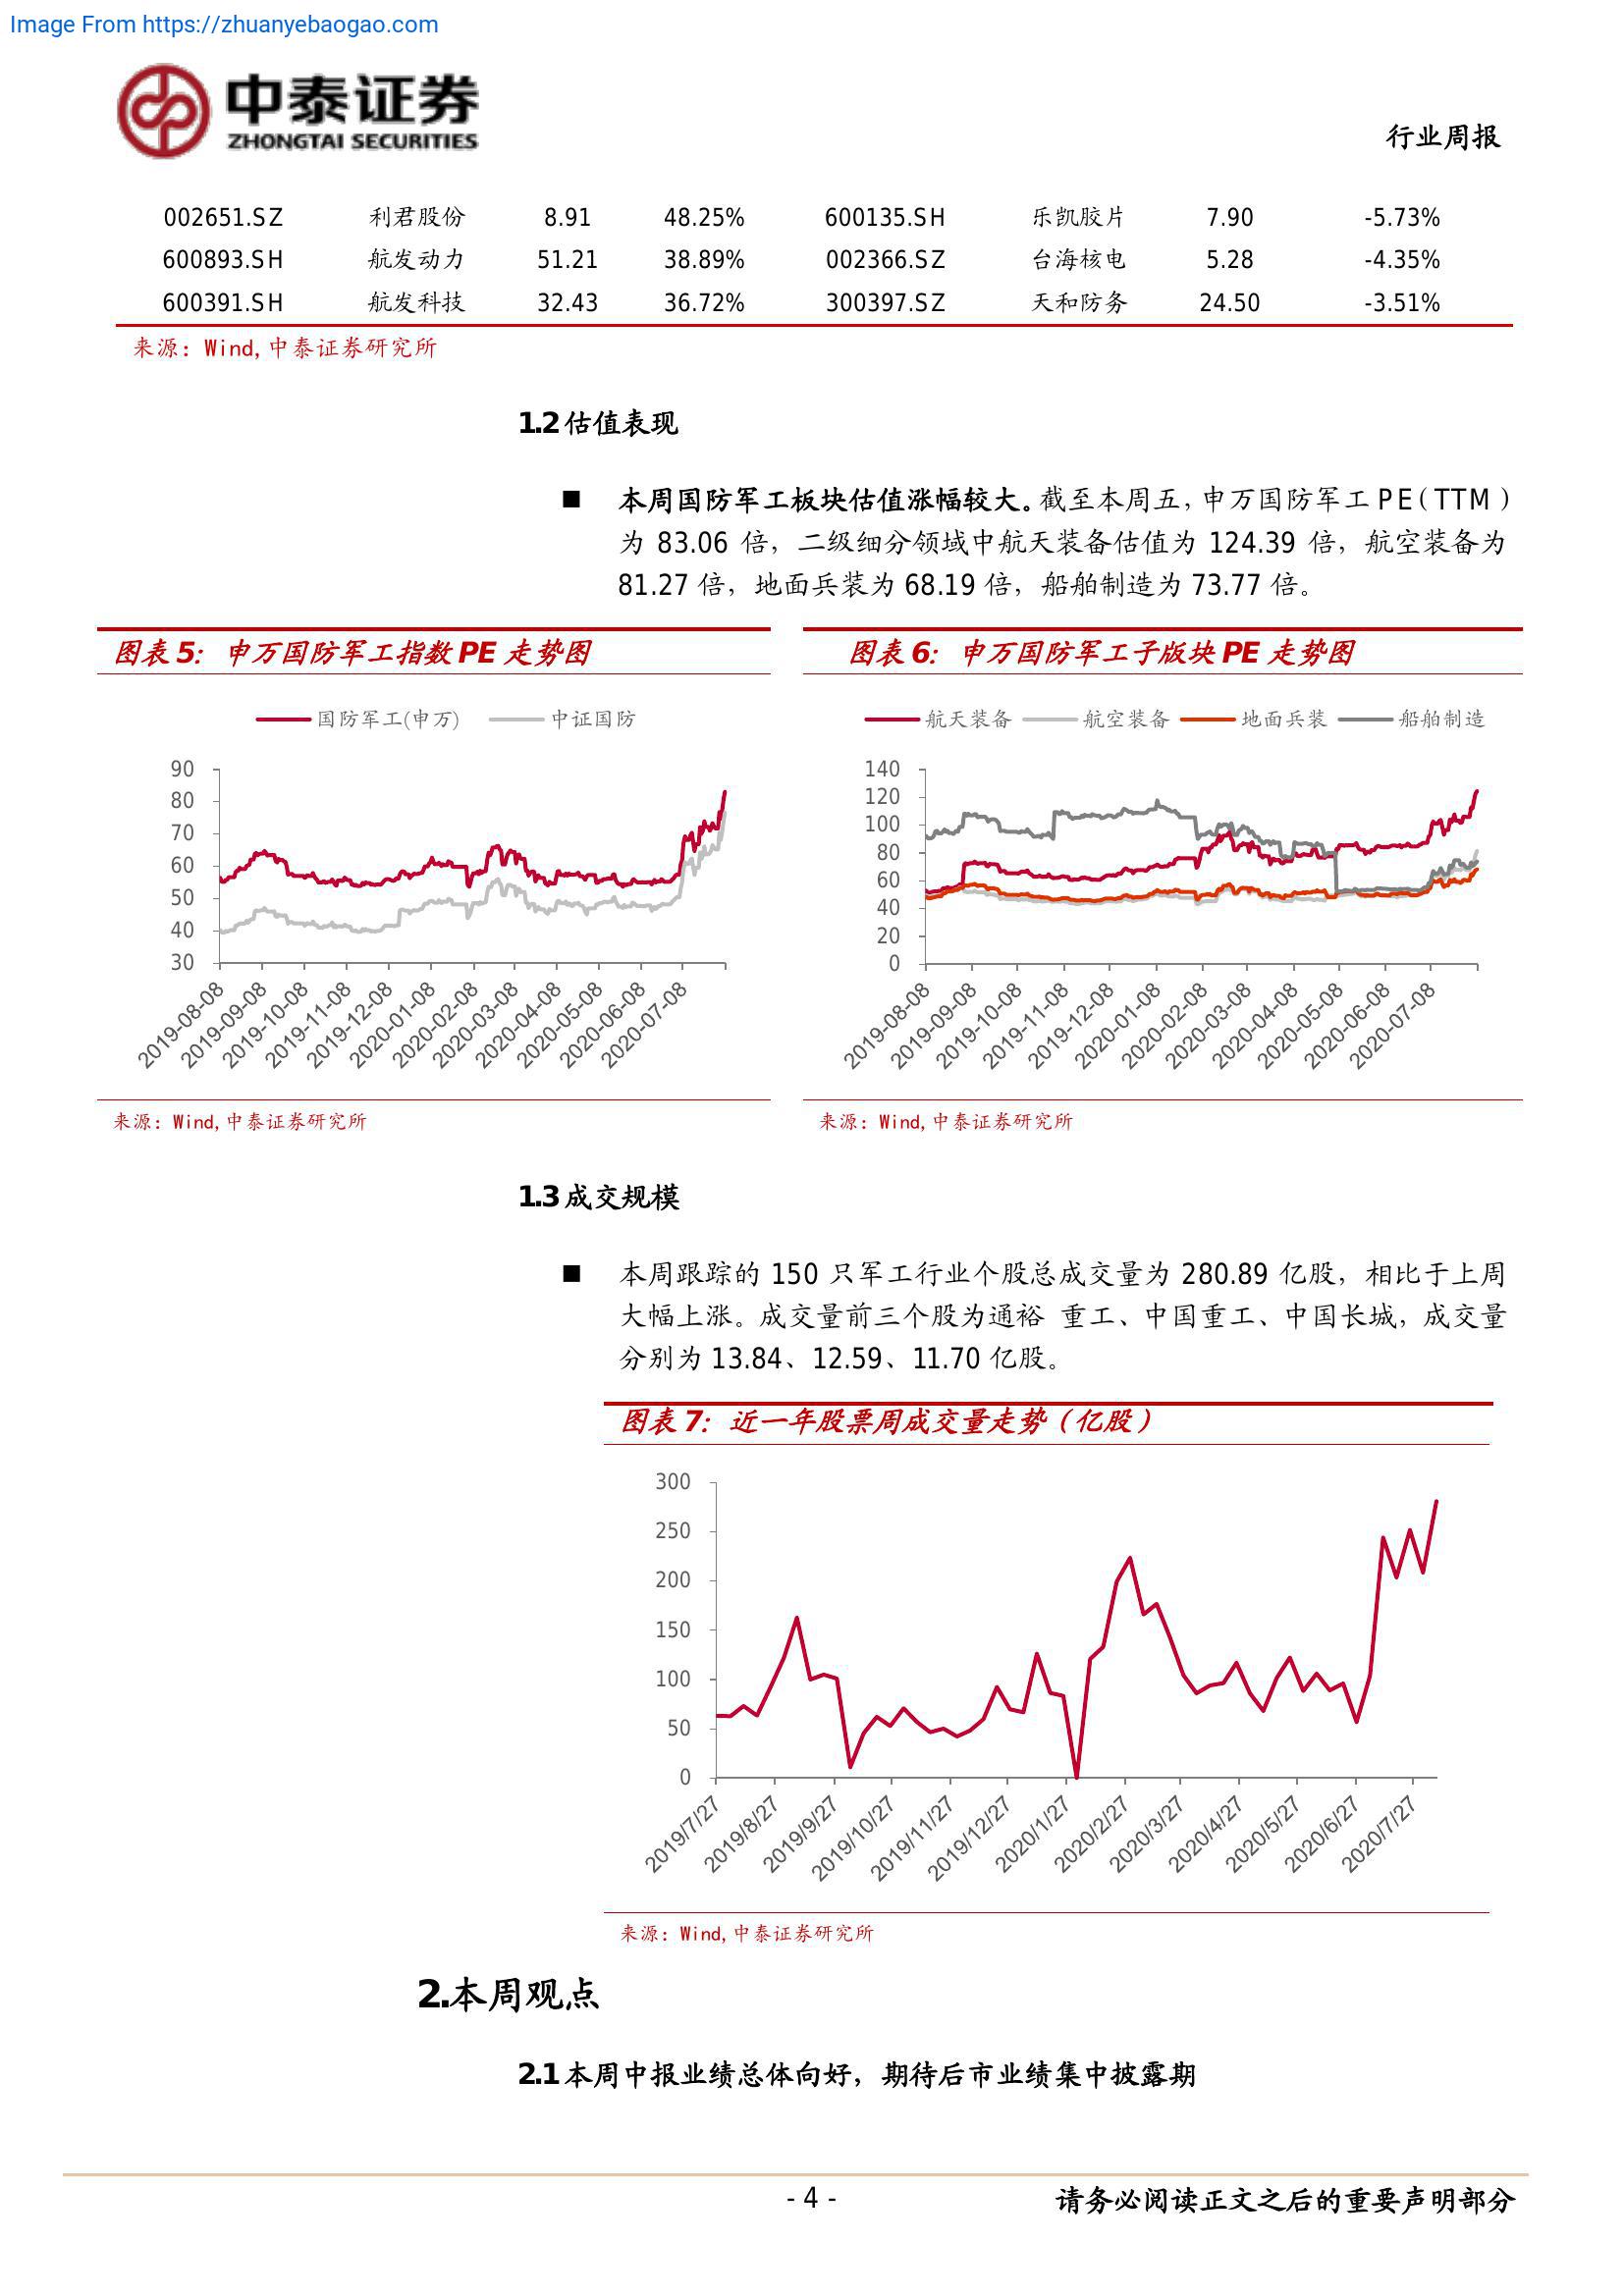 Image From https://zhuanyebaogao.com
中泰证券
ZHONGTAI SECURITIES
行业周报
002651.SZ 利君股份 8.91 48.25% 600135.SH 乐凯胶片 7.90 -5.73%
600893.SH 航发动力 51.21 38.89% 002366.SZ 台海核电 5.28 -4.35%
600391.SH 航发科技 32.43 36.72% 300397.SZ 天和防务 24.50 -3.51%
来源：Wind,中泰证券研究所
1.2 估值表现
■ 本周国防军工板块估值涨幅较大。截至本周五，申万国防军工 PE（TTM）
为 83.06 倍，二级细分领域中航天装备估值为 124.39 倍，航空装备为
81.27 倍，地面兵装为 68.19 倍，船舶制造为 73.77 倍。
图表 5：申万国防军工指数 PE 走势图
国防军工(申万) 中证国防
90
80
70
60
50
40
30
2019-08-08
2019-09-08
2019-10-08
2019-11-08
2019-12-08
2020-01-08
2020-02-08
2020-03-08
2020-04-08
2020-05-08
2020-06-08
2020-07-08
来源：Wind,中泰证券研究所
图表 6：申万国防军工子版块 PE 走势图
航天装备 航空装备 地面兵装 船舶制造
140
120
100
80
60
40
20
0
2019-08-08
2019-09-08
2019-10-08
2019-11-08
2019-12-08
2020-01-08
2020-02-08
2020-03-08
2020-04-08
2020-05-08
2020-06-08
2020-07-08
来源：Wind,中泰证券研究所
1.3 成交规模
■ 本周跟踪的 150 只军工行业个股总成交量为 280.89 亿股，相比于上周
大幅上涨。成交量前三个股为通裕 重工、中国重工、中国长城，成交量
分别为 13.84、12.59、11.70 亿股。
图表 7：近一年股票周成交量走势（亿股）
300
250
200
150
100
50
0
2019/7/27
2019/8/27
2019/9/27
2019/10/27
2019/11/27
2019/12/27
2020/1/27
2020/2/27
2020/3/27
2020/4/27
2020/5/27
2020/6/27
2020/7/27
来源：Wind,中泰证券研究所
2.本周观点
2.1 本周中报业绩总体向好，期待后市业绩集中披露期
- 4 -
请务必阅读正文之后的重要声明部分